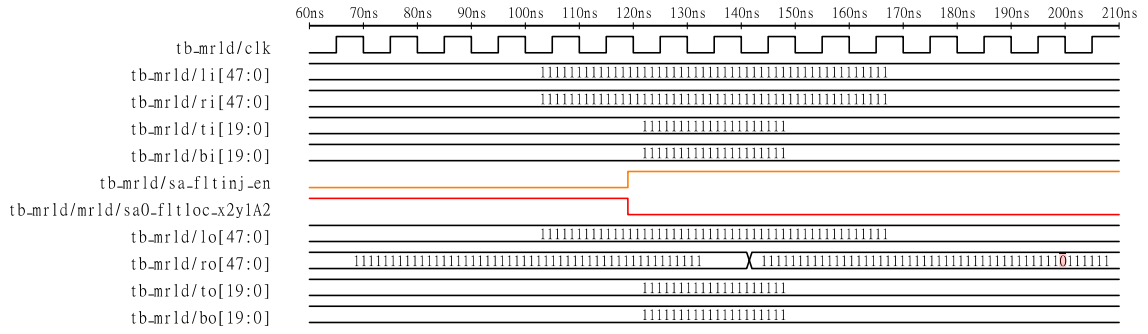 60ns 70ns 80ns 90ns 100ns 110ns 120ns 130ns 140ns 150ns 160ns 170ns 180ns 190ns 200ns 210ns
tb_mrld/clk
tb_mrld/li[47:0] 111111111111111111111111111111111111111111111111
tb_mrld/ri[47:0] 111111111111111111111111111111111111111111111111
tb_mrld/ti[19:0] 11111111111111111111
tb_mrld/bi[19:0] 11111111111111111111
tb_mrld/sa_fltinj_en
tb_mrld/mrld/sa0_fltloc_x2y1A2
tb_mrld/lo[47:0] 111111111111111111111111111111111111111111111111
tb_mrld/ro[47:0] 111111111111111111111111111111111111111111111111 111111111111111111111111111111111111111110111111
tb_mrld/to[19:0] 11111111111111111111
tb_mrld/bo[19:0] 11111111111111111111